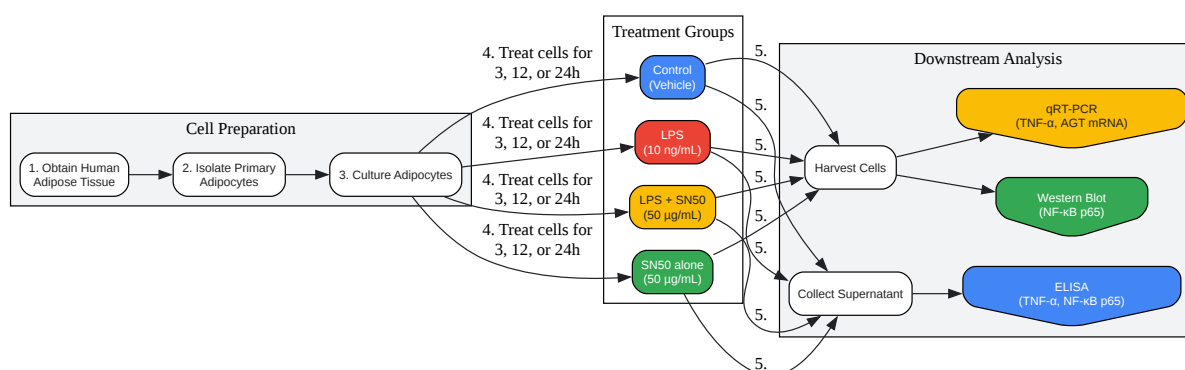 Cell Preparation
1. Obtain Human
Adipose Tissue
2. Isolate Primary
Adipocytes
3. Culture Adipocytes
4. Treat cells for
3, 12, or 24h
4. Treat cells for
3, 12, or 24h
4. Treat cells for
3, 12, or 24h
4. Treat cells for
3, 12, or 24h
Treatment Groups
Control
(Vehicle)
LPS
(10 ng/mL)
LPS + SN50
(50 µg/mL)
SN50 alone
(50 µg/mL)
5.
5.
5.
5.
5.
5.
5.
5.
Downstream Analysis
Harvest Cells
Collect Supernatant
qRT-PCR
(TNF-α, AGT mRNA)
Western Blot
(NF-κB p65)
ELISA
(TNF-α, NF-κB p65)